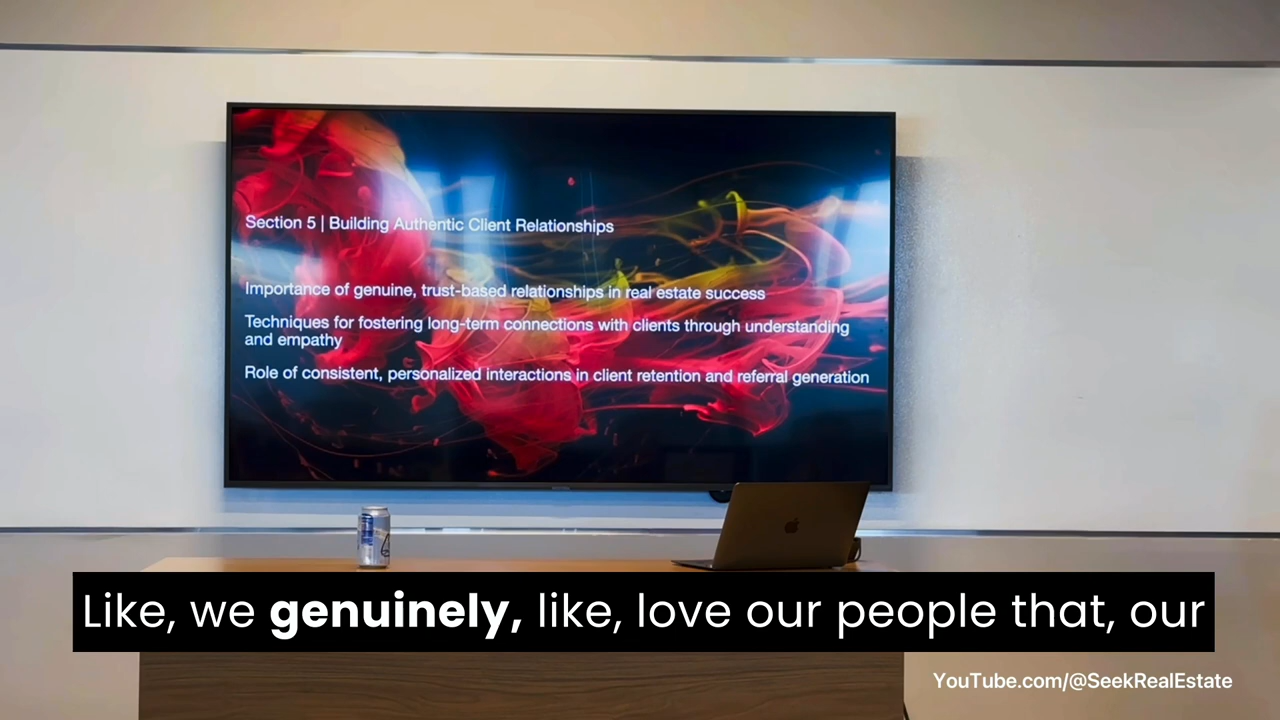 Section 5 | Building Authentic Client Relationships
Importance of genuine, trust-based relationships in real estate success
Techniques for fostering long-term connections with clients through understanding
and empathy
Role of consistent, personalized interactions in client retention and referral generation
Like, we genuinely, like, love our people that, our
YouTube.com/@SeekRealEstate